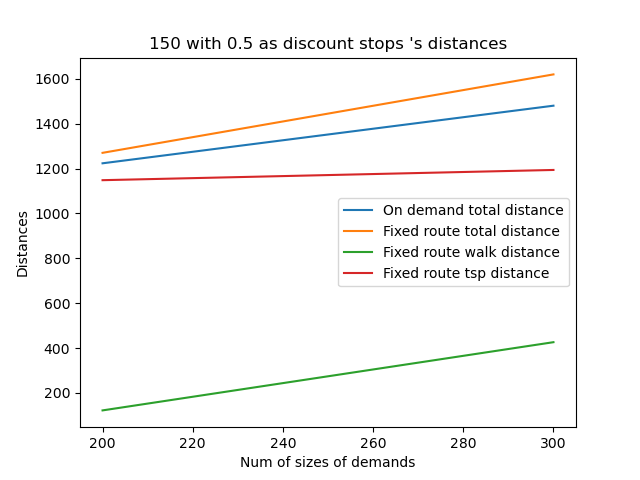 150 with 0.5 as discount stops 's distances
1600
1400
1200
1000
800
600
400
200
Distances
On demand total distance
Fixed route total distance
Fixed route walk distance
Fixed route tsp distance
200 220 240 260 280 300
Num of sizes of demands